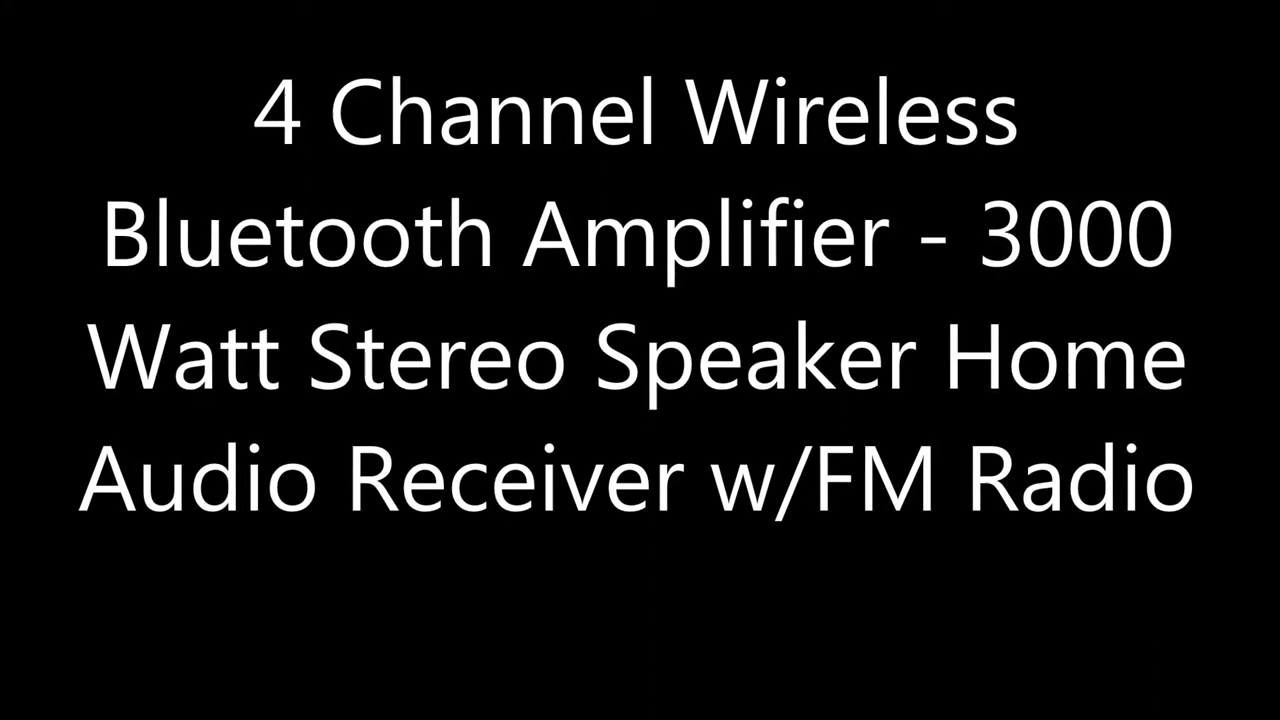 4 Channel Wireless
Bluetooth Amplifier - 3000
Watt Stereo Speaker Home
Audio Receiver w/FM Radio